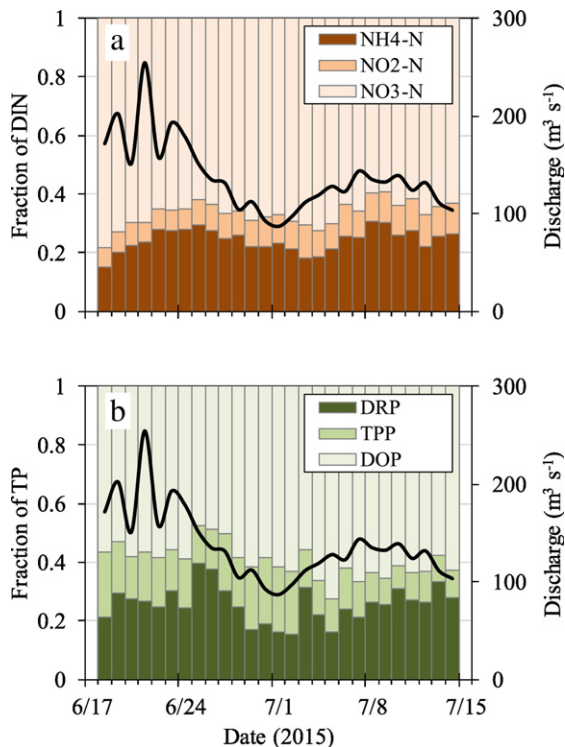 a
NH4-N
NO2-N
NO3-N
1
0.8
0.6
0.4
0.2
0
Fraction of DIN
300
200
100
0
Discharge (m³ s⁻¹)
b
DRP
TPP
DOP
1
0.8
0.6
0.4
0.2
0
Fraction of TP
300
200
100
0
Discharge (m³ s⁻¹)
6/17 6/24 7/1 7/8 7/15
Date (2015)